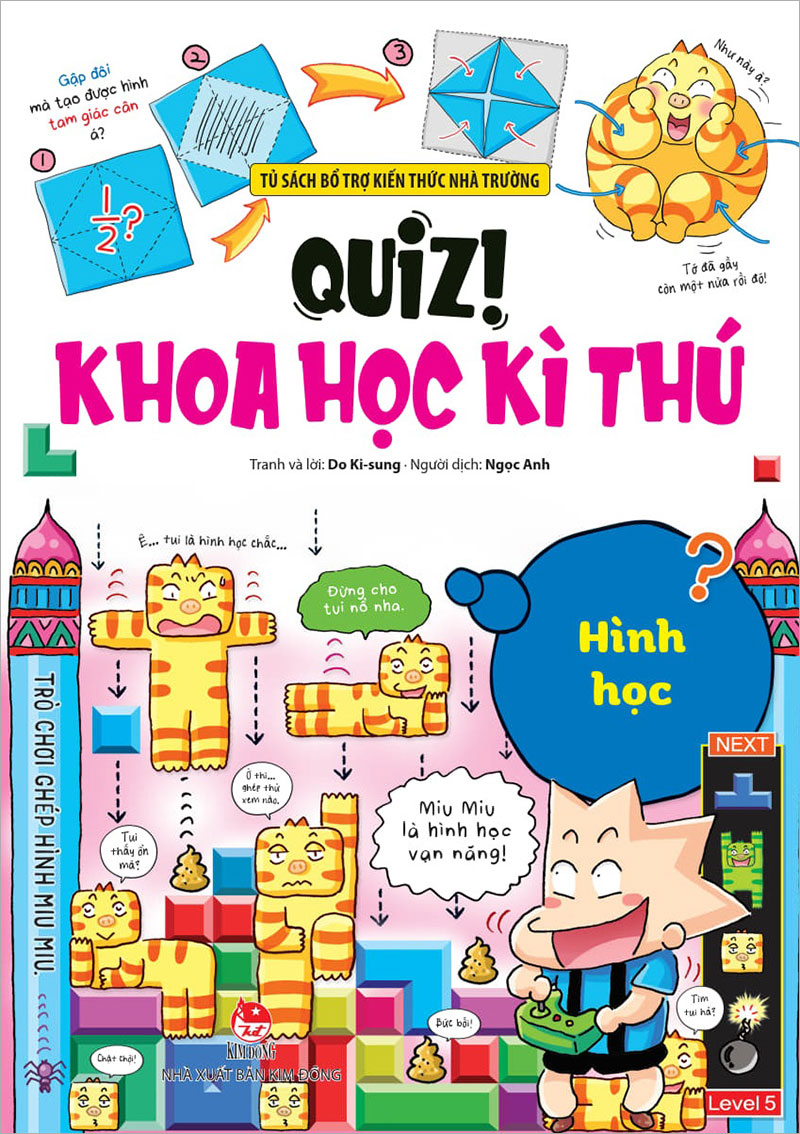 Gấp đôi
mà tạo được hình
tam giác cân
á?
1
1/2?
2
3
Như này á?
Tớ đã gầy
còn một nửa rồi đó!
TỦ SÁCH BỔ TRỢ KIẾN THỨC NHÀ TRƯỜNG
QUIZ!
KHOA HỌC KÌ THÚ
Tranh và lời: Do Ki-sung · Người dịch: Ngọc Anh
Ê... tui là hình học chắc...
Đừng cho
tui nổ nha.
?
Hình
học
TRÒ CHƠI GHÉP HÌNH MIU MIU.
NEXT
Ờ thì...
ghép thử
xem nào.
Miu Miu
là hình học
vạn năng!
Tui
thấy ổn
mà?
Tìm
tui hả?
Bực bội!
Chật chội!
KIM ĐỒNG
NHÀ XUẤT BẢN KIM ĐỒNG
Level 5